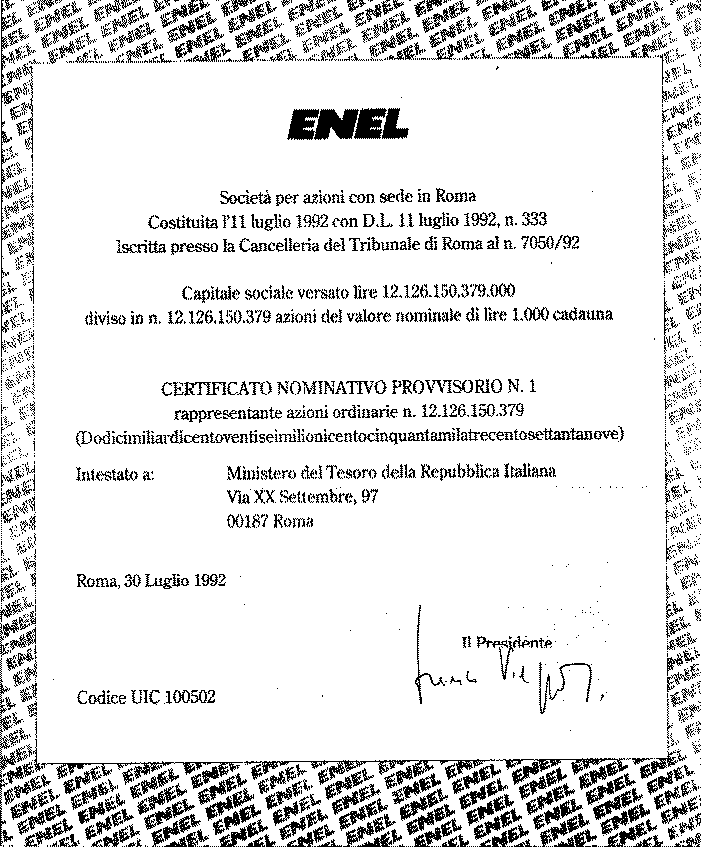 ENEL
Società per azioni con sede in Roma
Costituita l'11 luglio 1992 con D.L. 11 luglio 1992, n. 333
Iscritta presso la Cancelleria del Tribunale di Roma al n. 7050/92
Capitale sociale versato lire 12.126.150.379.000
diviso in n. 12.126.150.379 azioni del valore nominale di lire 1.000 cadauna
CERTIFICATO NOMINATIVO PROVVISORIO N. 1
rappresentante azioni ordinarie n. 12.126.150.379
(Dodicimiliardicentoventiseimilionicentocinquantamilatrecentosettantanove)
Intestato a: Ministero del Tesoro della Repubblica Italiana
Via XX Settembre, 97
00187 Roma
Roma, 30 Luglio 1992
Il Presidente
Codice UIC 100502